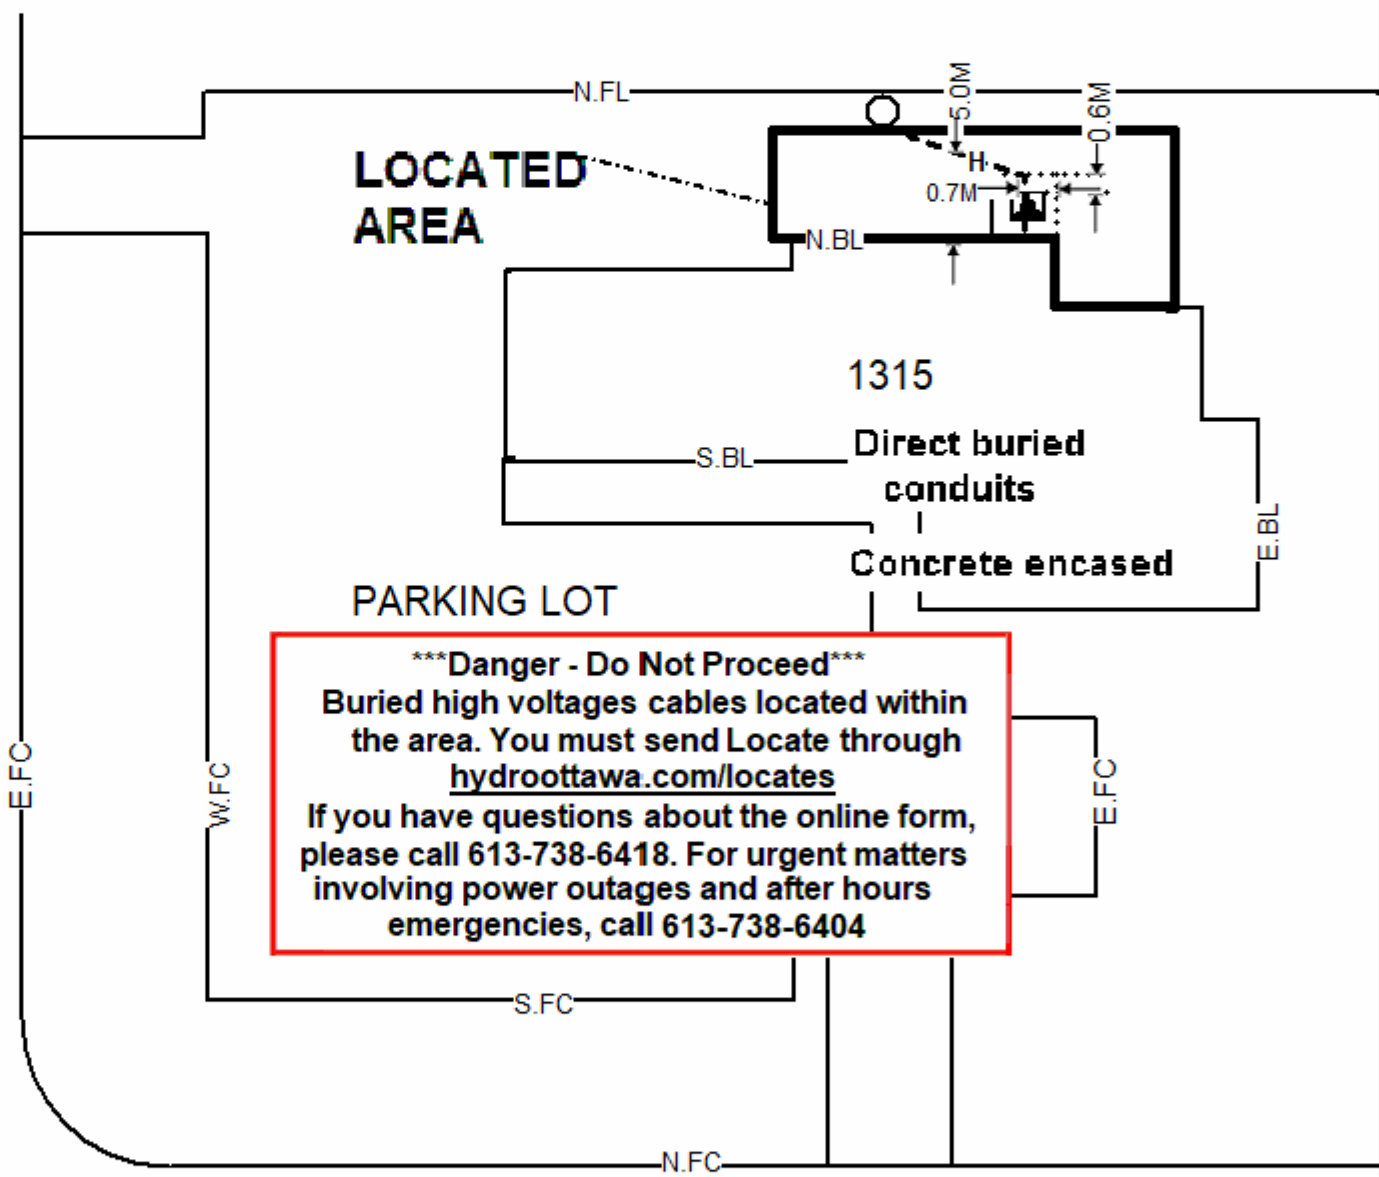 N.FL
5.0M
0.6M
LOCATED
AREA
H
0.7M
N.BL
1315
Direct buried
conduits
S.BL
E.BL
Concrete encased
PARKING LOT
***Danger - Do Not Proceed***
Buried high voltages cables located within
the area. You must send Locate through
hydroottawa.com/locates
If you have questions about the online form,
please call 613-738-6418. For urgent matters
involving power outages and after hours
emergencies, call 613-738-6404
E.FC
W.FC
E.FC
S.FC
N.FC